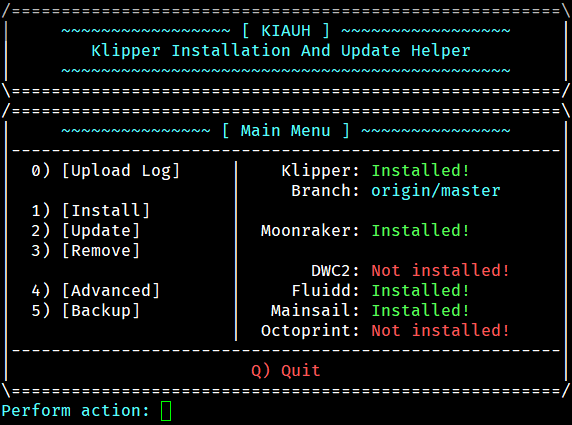 /=======================================================\
|     ~~~~~~~~~~~~~~~~~ [ KIAUH ] ~~~~~~~~~~~~~~~~~     |
|        Klipper Installation And Update Helper         |
|     ~~~~~~~~~~~~~~~~~~~~~~~~~~~~~~~~~~~~~~~~~~~~~     |
\=======================================================/
/=======================================================\
|     ~~~~~~~~~~~~~~~ [ Main Menu ] ~~~~~~~~~~~~~~~     |
|-------------------------------------------------------|
|  0) [Upload Log]      |    Klipper: Installed!        |
|                       |     Branch: origin/master     |
|  1) [Install]         |                               |
|  2) [Update]          |  Moonraker: Installed!        |
|  3) [Remove]          |                               |
|                       |       DWC2: Not installed!    |
|  4) [Advanced]        |     Fluidd: Installed!        |
|  5) [Backup]          |   Mainsail: Installed!        |
|                       |  Octoprint: Not installed!    |
|-------------------------------------------------------|
|                        Q) Quit                        |
\=======================================================/
Perform action: